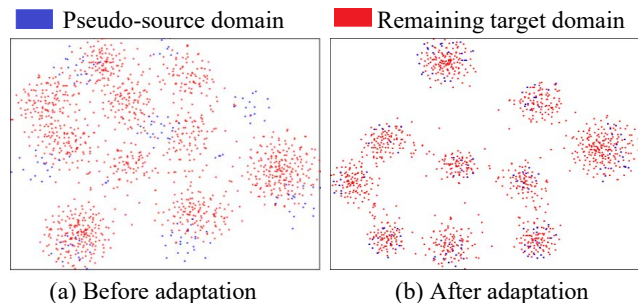 Pseudo-source domain
Remaining target domain
(a) Before adaptation
(b) After adaptation